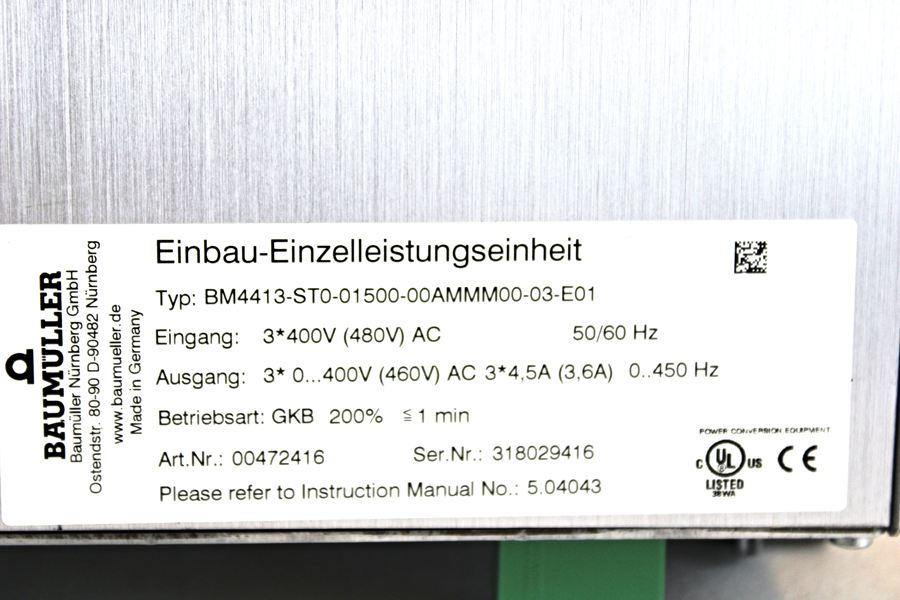 BAUMÜLLER
Baumüller Nürnberg GmbH
Ostendstr. 80-90 D-90482 Nürnberg
www.baumueller.de
Made in Germany
Einbau-Einzelleistungseinheit
Typ: BM4413-ST0-01500-00AMMM00-03-E01
Eingang: 3*400V (480V) AC 50/60 Hz
Ausgang: 3* 0...400V (460V) AC 3*4,5A (3,6A) 0..450 Hz
Betriebsart: GKB 200% ≦ 1 min
Art.Nr.: 00472416 Ser.Nr.: 318029416
Please refer to Instruction Manual No.: 5.04043
POWER CONVERSION EQUIPMENT
C UL US CE
LISTED
38WA